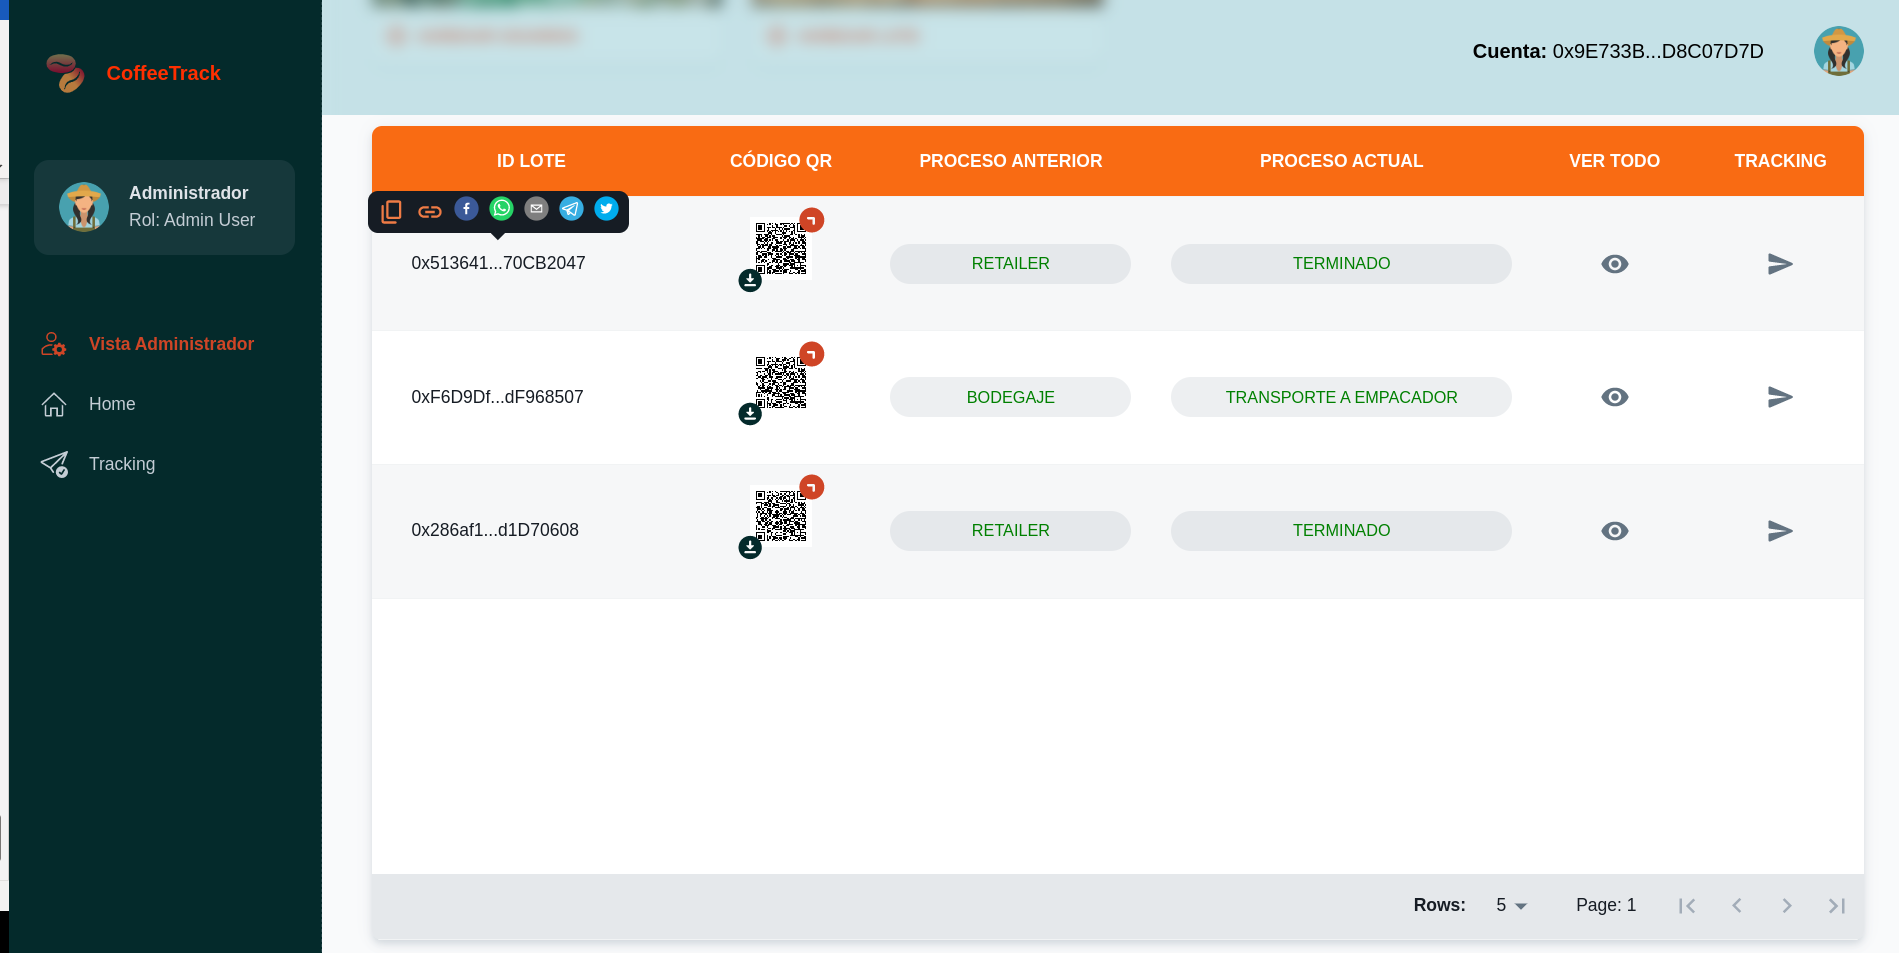 CoffeeTrack
Cuenta: 0x9E733B...D8C07D7D
Administrador
Rol: Admin User
Vista Administrador
Home
Tracking
ID LOTE CÓDIGO QR PROCESO ANTERIOR PROCESO ACTUAL VER TODO TRACKING
0x513641...70CB2047 RETAILER TERMINADO
0xF6D9Df...dF968507 BODEGAJE TRANSPORTE A EMPACADOR
0x286af1...d1D70608 RETAILER TERMINADO
Rows: 5 Page: 1